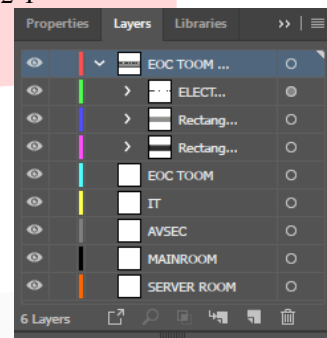 Properties Layers Libraries
EOC TOOM ...
ELECT...
Rectang...
Rectang...
EOC TOOM
IT
AVSEC
MAINROOM
SERVER ROOM
6 Layers